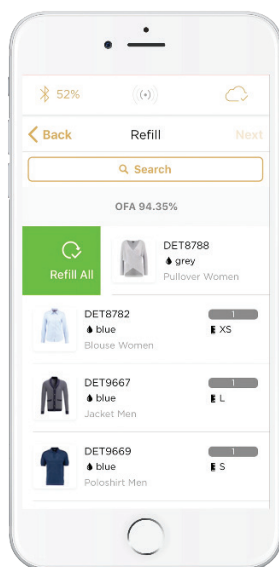 52%
Back Refill Next
Search
OFA 94.35%
Refill All
DET8788
grey
Pullover Women
DET8782 1
blue XS
Blouse Women
DET9667 1
blue L
Jacket Men
DET9669 1
blue S
Poloshirt Men